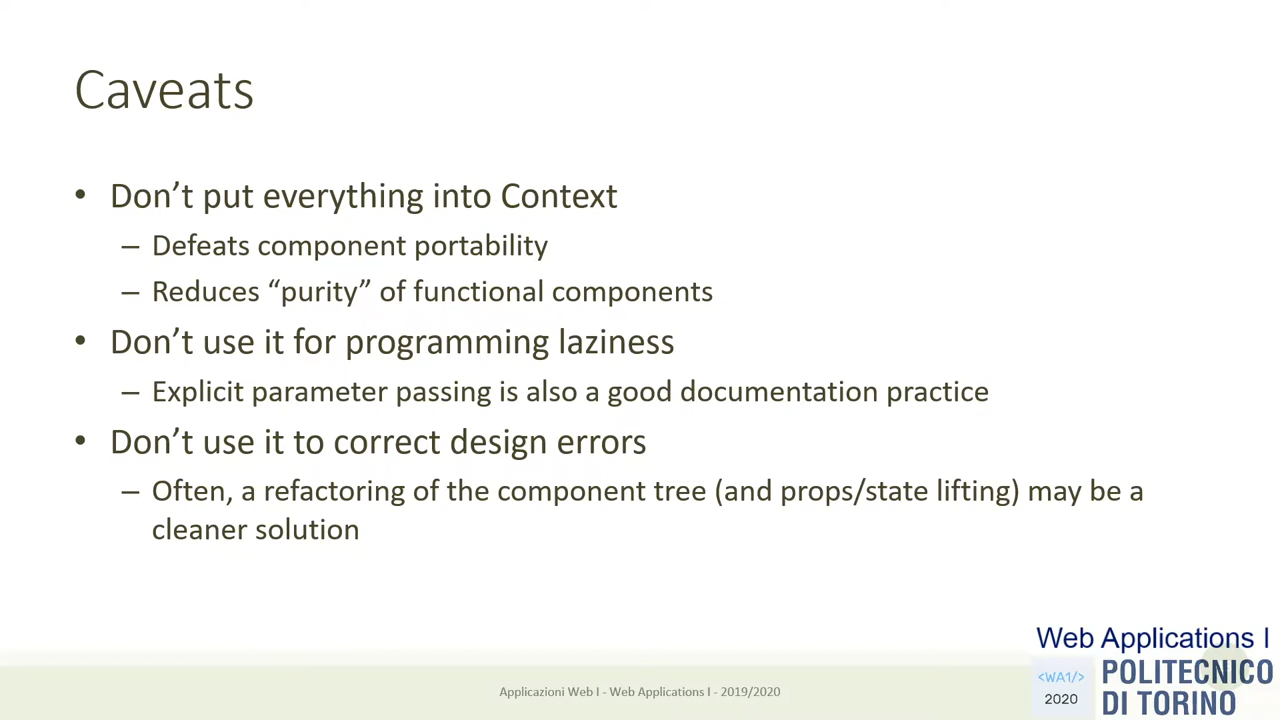 Caveats
• Don’t put everything into Context
– Defeats component portability
– Reduces “purity” of functional components
• Don’t use it for programming laziness
– Explicit parameter passing is also a good documentation practice
• Don’t use it to correct design errors
– Often, a refactoring of the component tree (and props/state lifting) may be a
cleaner solution
Applicazioni Web I - Web Applications I - 2019/2020
Web Applications I
<WA1/>
2020
POLITECNICO
DI TORINO